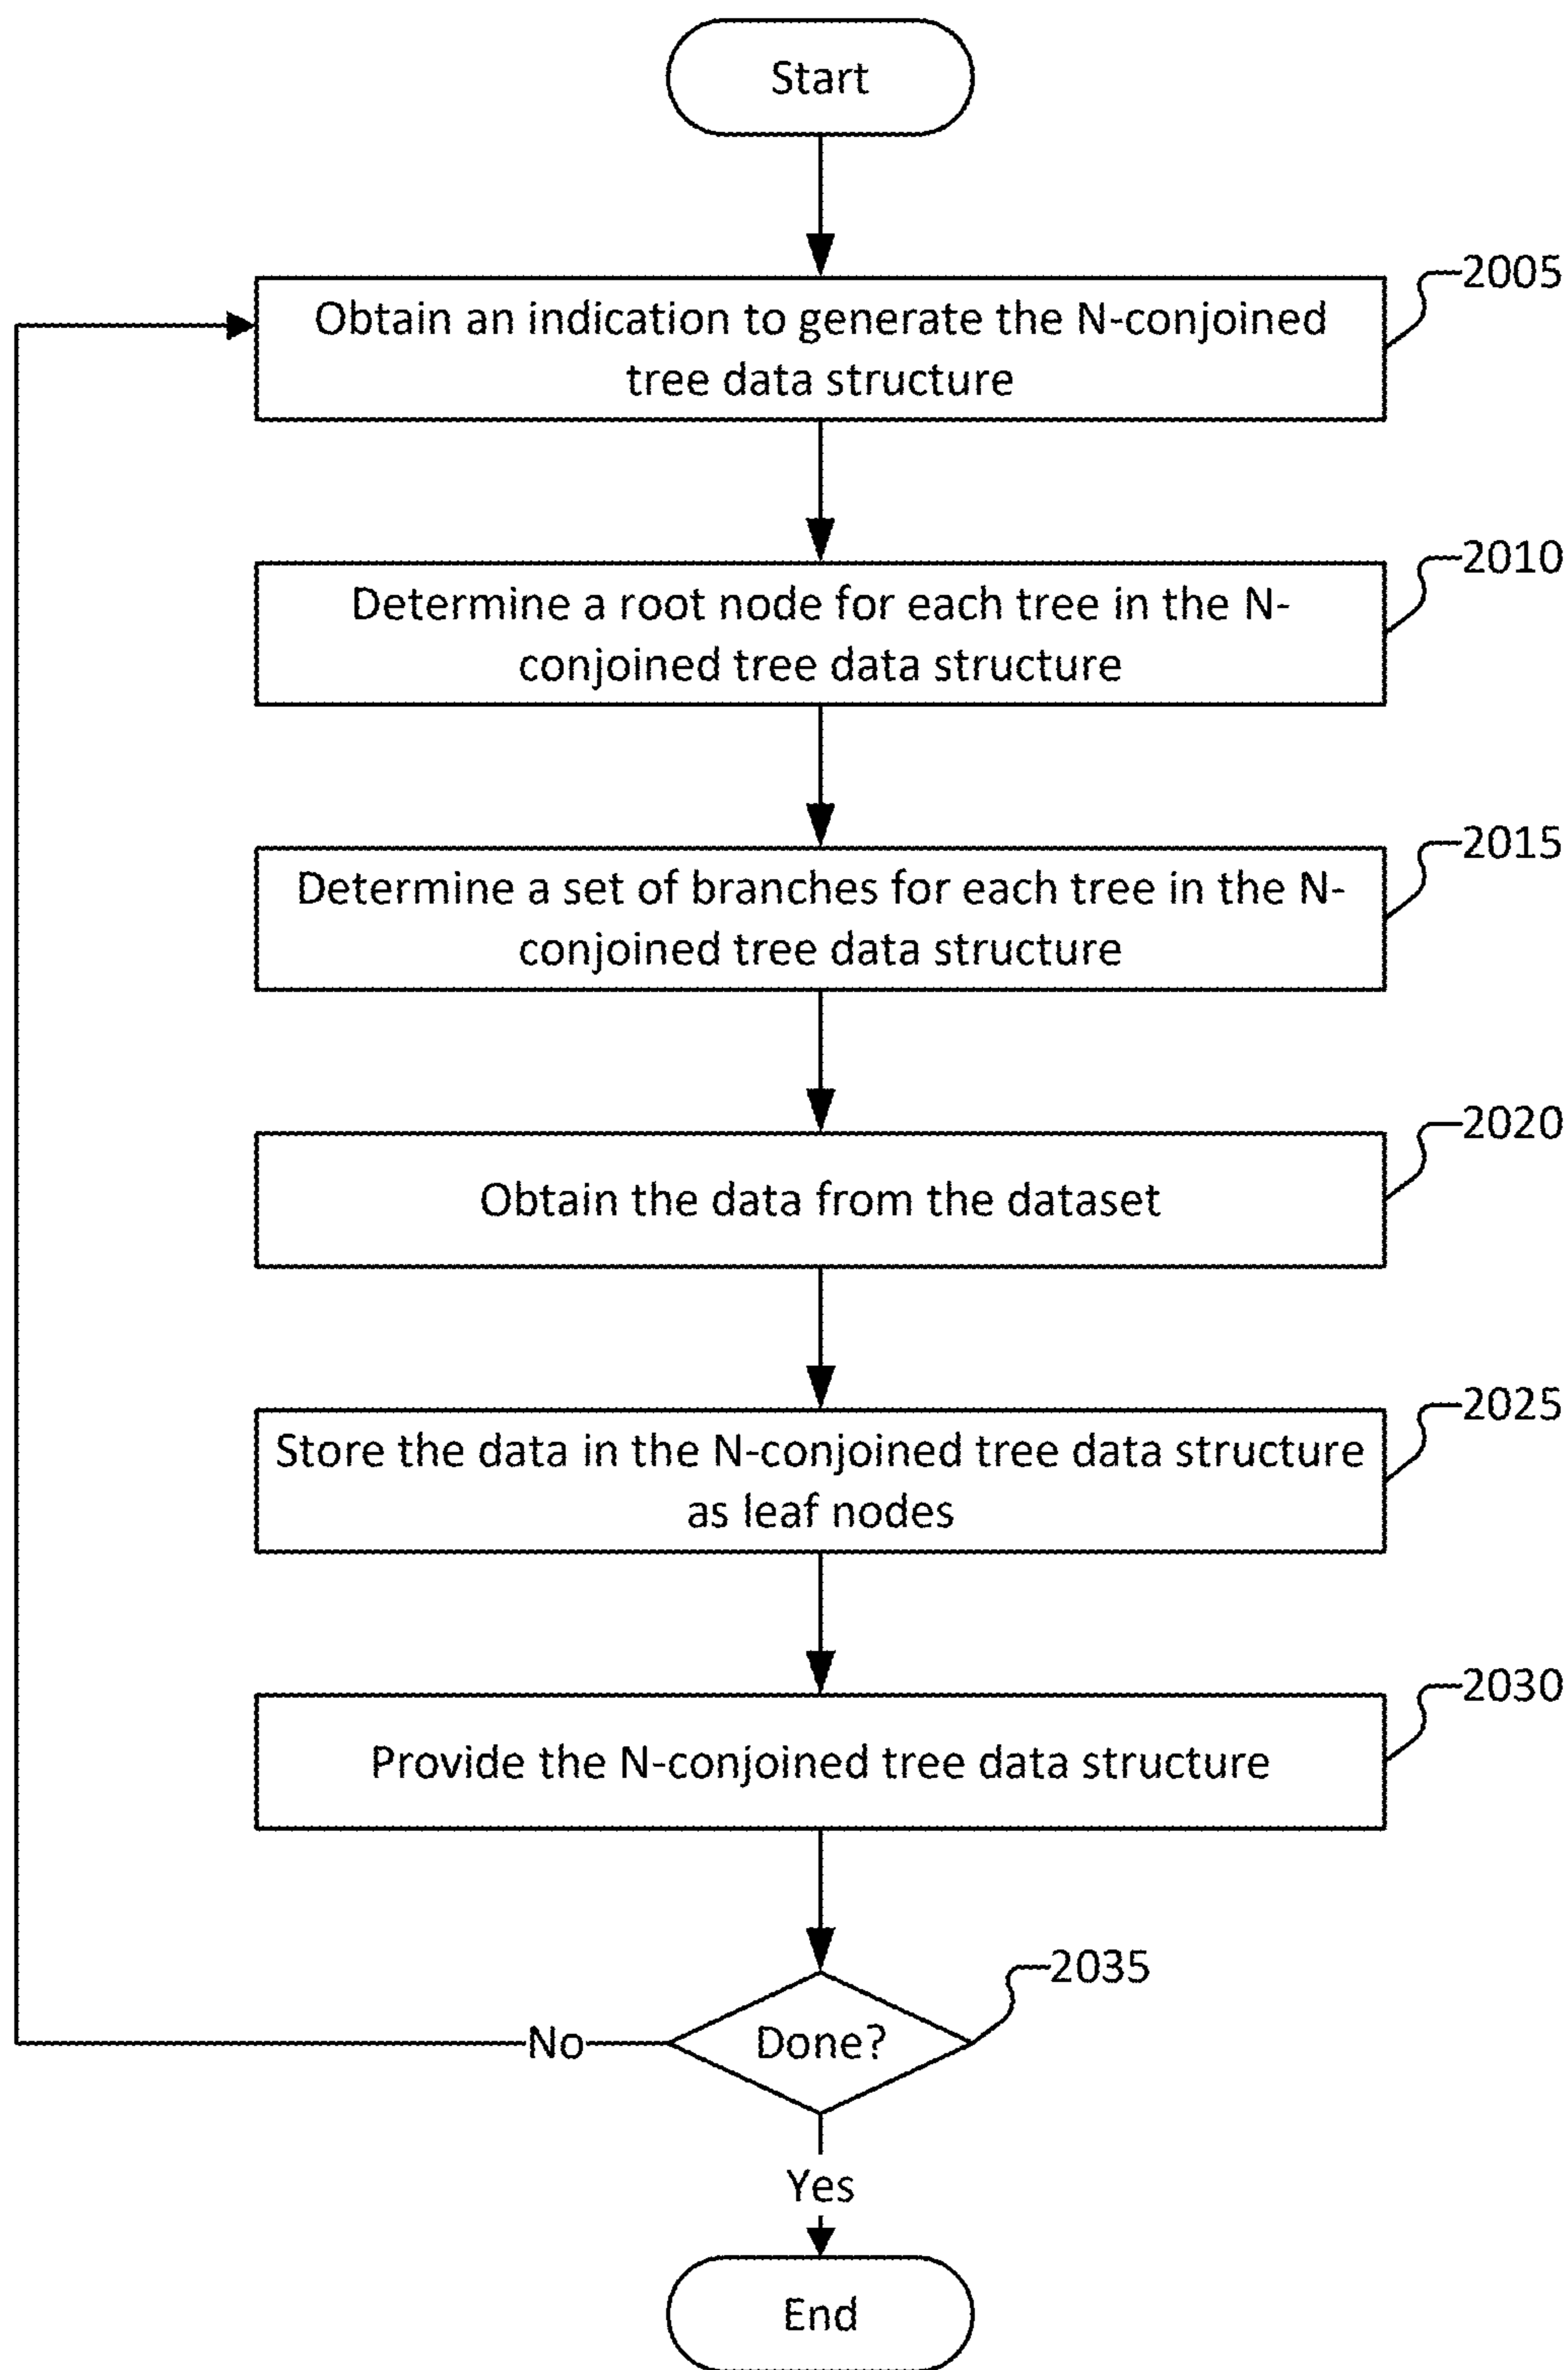 Start
2005
Obtain an indication to generate the N-conjoined
tree data structure
2010
Determine a root node for each tree in the N-
conjoined tree data structure
2015
Determine a set of branches for each tree in the N-
conjoined tree data structure
2020
Obtain the data from the dataset
2025
Store the data in the N-conjoined tree data structure
as leaf nodes
2030
Provide the N-conjoined tree data structure
2035
No
Done?
Yes
End